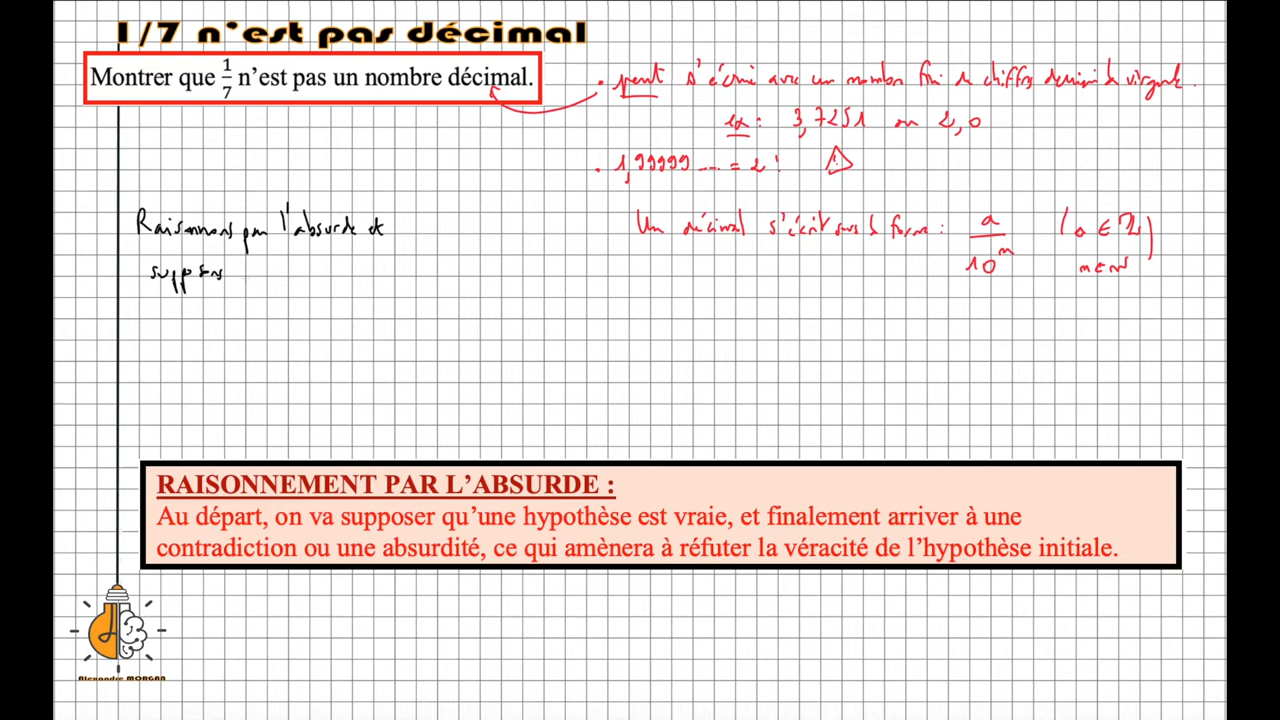 1/7 n'est pas décimal
Montrer que 1/7 n'est pas un nombre décimal.
. peut s'écrire avec un nombre fini de chiffres derrière la virgule.
ex : 3,7251 ou 2,0
. 1,99999 .... = 2 ! ⚠
Un décimal s'écrit sous la forme : a/10^n (a ∈ ℤ
n ∈ ℕ)
Raisonnons par l'absurde et
supposons
RAISONNEMENT PAR L'ABSURDE :
Au départ, on va supposer qu'une hypothèse est vraie, et finalement arriver à une
contradiction ou une absurdité, ce qui amènera à réfuter la véracité de l'hypothèse initiale.
Alexandre MORGAN